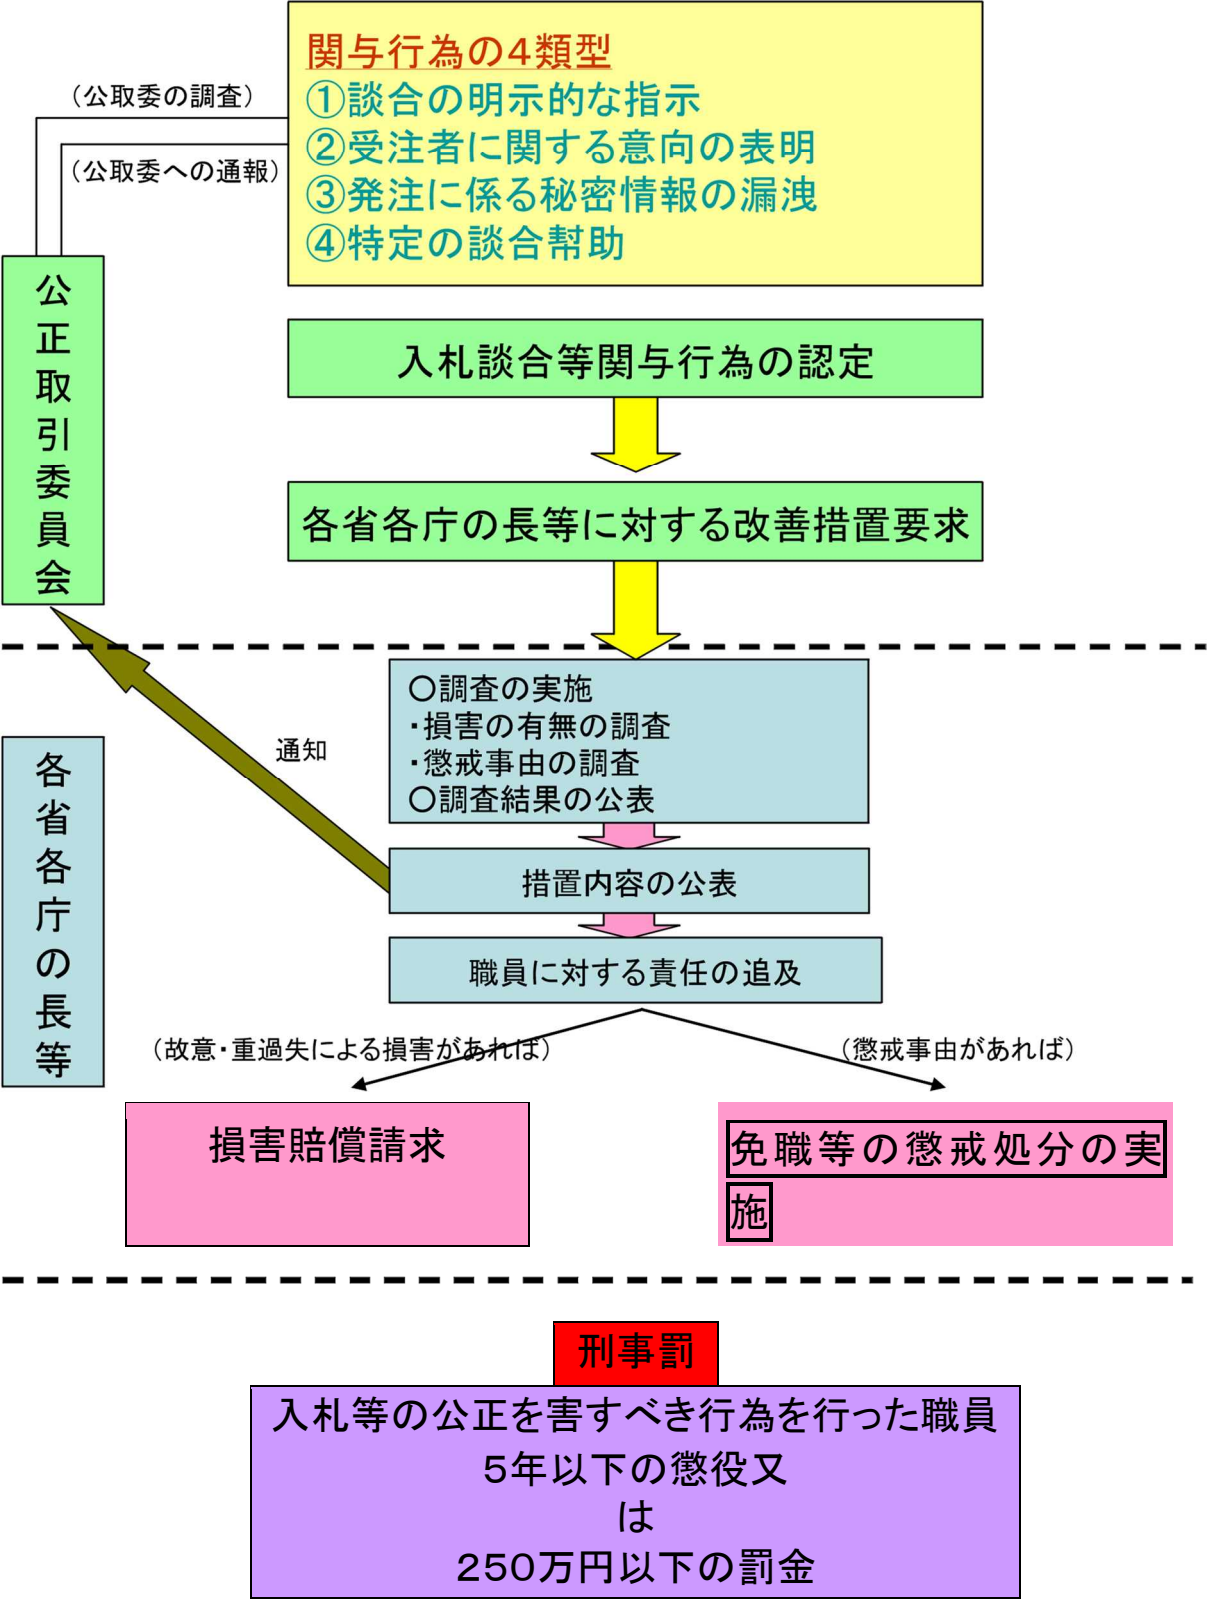 関与行為の4類型
①談合の明示的な指示
②受注者に関する意向の表明
③発注に係る秘密情報の漏洩
④特定の談合幇助
(公取委の調査)
(公取委への通報)
公正取引委員会
入札談合等関与行為の認定
各省各庁の長等に対する改善措置要求
○調査の実施
・損害の有無の調査
・懲戒事由の調査
○調査結果の公表
通知
各省各庁の長等
措置内容の公表
職員に対する責任の追及
(故意・重過失による損害があれば)
(懲戒事由があれば)
損害賠償請求
免職等の懲戒処分の実
施
刑事罰
入札等の公正を害すべき行為を行った職員
5年以下の懲役又
は
250万円以下の罰金